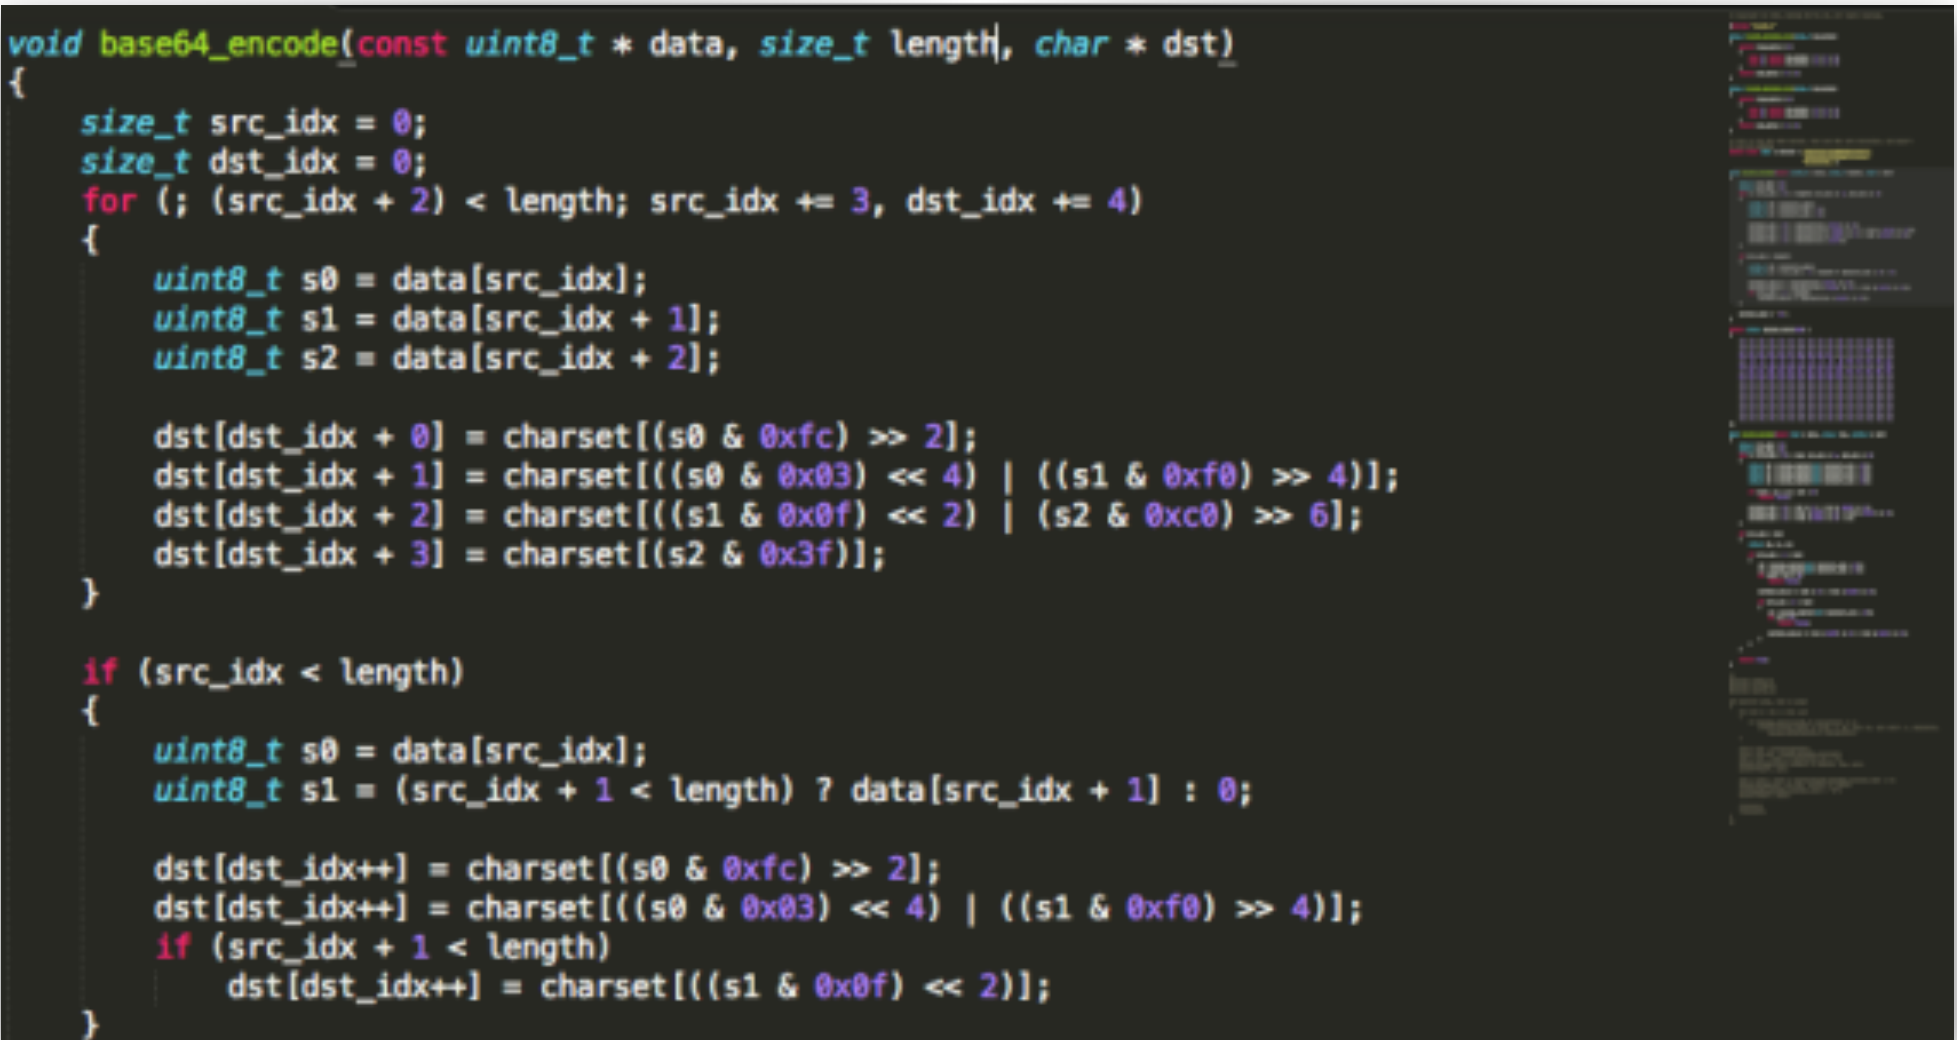 void base64_encode(const uint8_t * data, size_t length, char * dst)
{
    size_t src_idx = 0;
    size_t dst_idx = 0;
    for (; (src_idx + 2) < length; src_idx += 3, dst_idx += 4)
    {
        uint8_t s0 = data[src_idx];
        uint8_t s1 = data[src_idx + 1];
        uint8_t s2 = data[src_idx + 2];

        dst[dst_idx + 0] = charset[(s0 & 0xfc) >> 2];
        dst[dst_idx + 1] = charset[((s0 & 0x03) << 4) | ((s1 & 0xf0) >> 4)];
        dst[dst_idx + 2] = charset[((s1 & 0x0f) << 2) | (s2 & 0xc0) >> 6];
        dst[dst_idx + 3] = charset[(s2 & 0x3f)];
    }

    if (src_idx < length)
    {
        uint8_t s0 = data[src_idx];
        uint8_t s1 = (src_idx + 1 < length) ? data[src_idx + 1] : 0;

        dst[dst_idx++] = charset[(s0 & 0xfc) >> 2];
        dst[dst_idx++] = charset[((s0 & 0x03) << 4) | ((s1 & 0xf0) >> 4)];
        if (src_idx + 1 < length)
            dst[dst_idx++] = charset[((s1 & 0x0f) << 2)];
    }